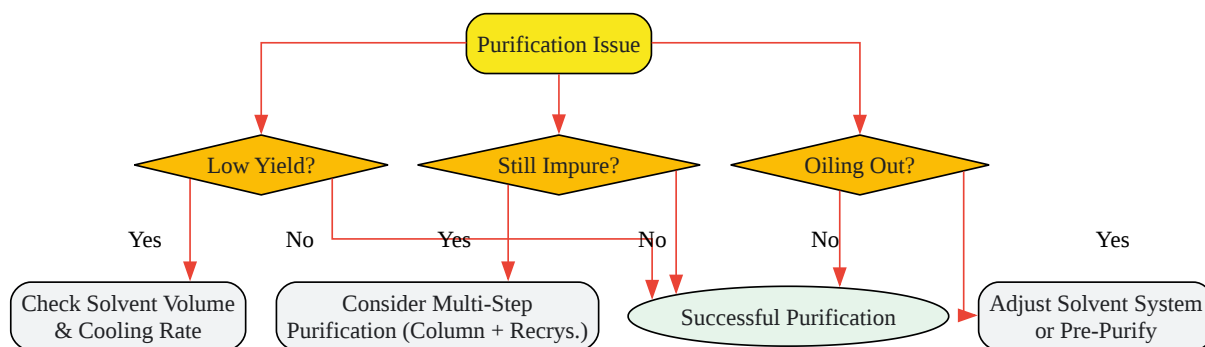 Purification Issue
Low Yield?
Still Impure?
Oiling Out?
Yes
No
Yes
No
No
Yes
Check Solvent Volume
& Cooling Rate
Consider Multi-Step
Purification (Column + Recrys.)
Successful Purification
Adjust Solvent System
or Pre-Purify